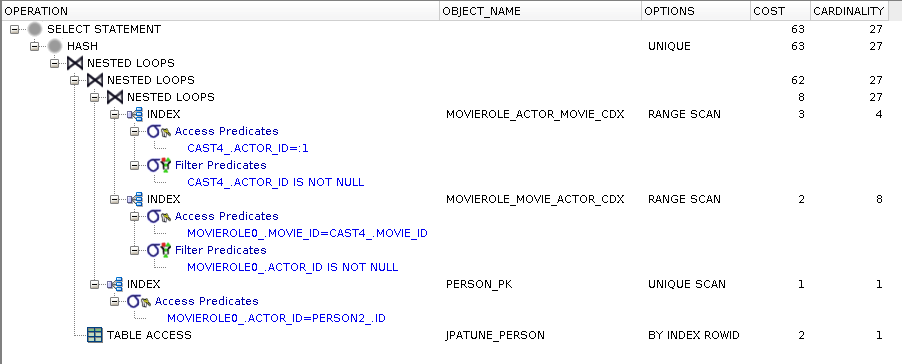 OPERATION OBJECT_NAME OPTIONS COST CARDINALITY
SELECT STATEMENT 63 27
HASH UNIQUE 63 27
NESTED LOOPS
NESTED LOOPS 62 27
NESTED LOOPS 8 27
INDEX MOVIEROLE_ACTOR_MOVIE_CDX RANGE SCAN 3 4
Access Predicates
CAST4_.ACTOR_ID=:1
Filter Predicates
CAST4_.ACTOR_ID IS NOT NULL
INDEX MOVIEROLE_MOVIE_ACTOR_CDX RANGE SCAN 2 8
Access Predicates
MOVIEROLE0_.MOVIE_ID=CAST4_.MOVIE_ID
Filter Predicates
MOVIEROLE0_.ACTOR_ID IS NOT NULL
INDEX PERSON_PK UNIQUE SCAN 1 1
Access Predicates
MOVIEROLE0_.ACTOR_ID=PERSON2_.ID
TABLE ACCESS JPATUNE_PERSON BY INDEX ROWID 2 1